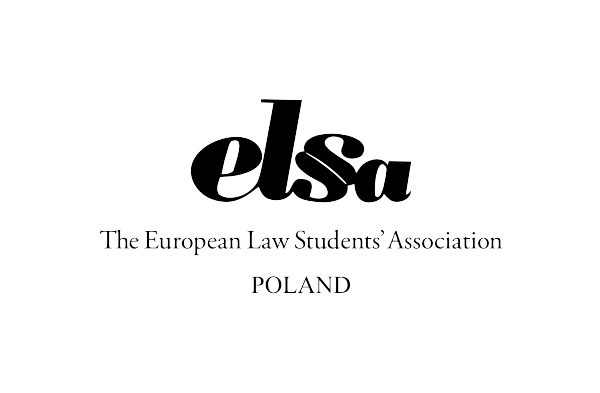 elsa
The European Law Students' Association
POLAND